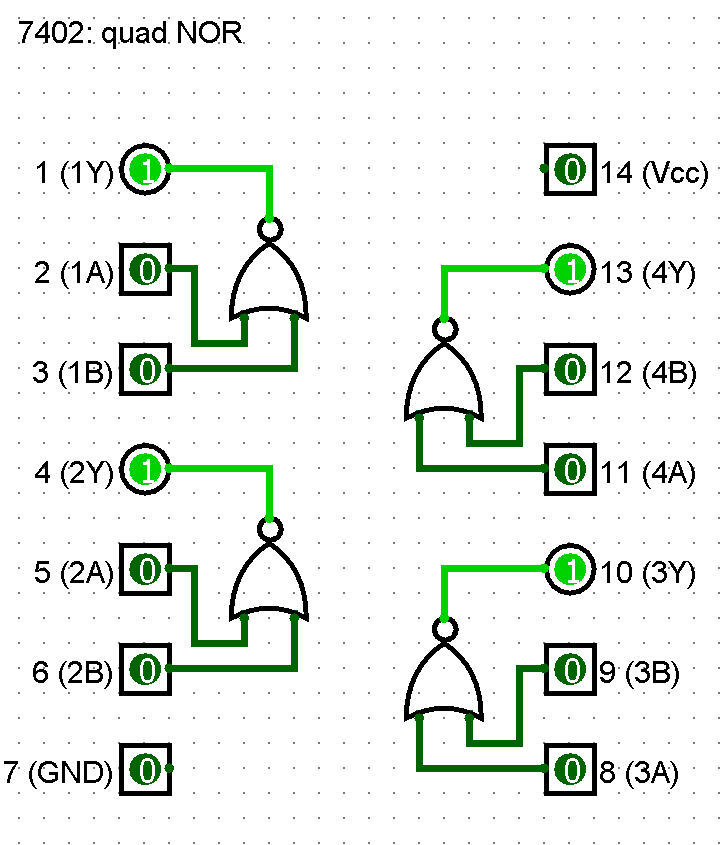 7402: quad NOR
1 (1Y) 1
0 14 (Vcc)
2 (1A) 0
1 13 (4Y)
3 (1B) 0
0 12 (4B)
4 (2Y) 1
0 11 (4A)
5 (2A) 0
1 10 (3Y)
6 (2B) 0
0 9 (3B)
7 (GND) 0
0 8 (3A)